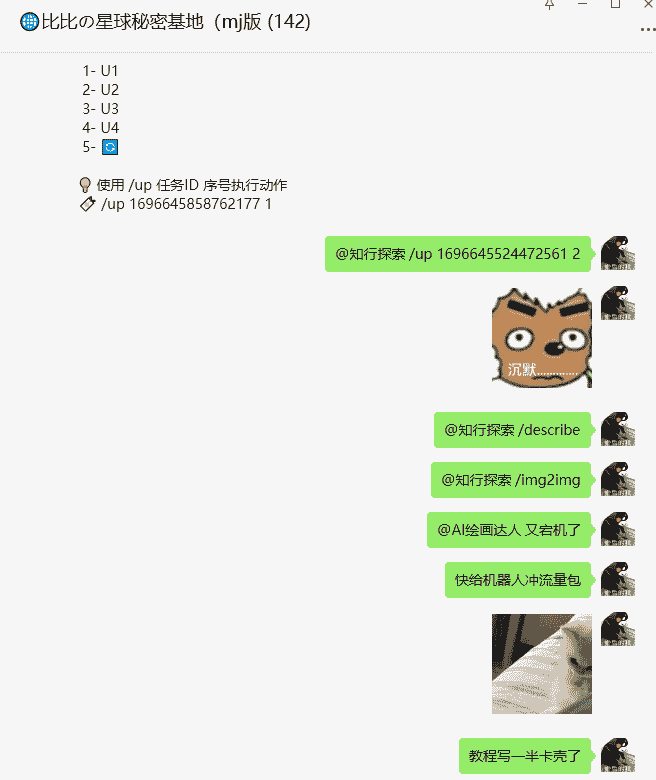 比比の星球秘密基地（mj版 (142)
1- U1
2- U2
3- U3
4- U4
5- 🔄
💡 使用 /up 任务ID 序号执行动作
🏷 /up 1696645858762177 1
@知行探索 /up 1696645524472561 2
沉默.............
@知行探索 /describe
@知行探索 /img2img
@AI绘画达人 又宕机了
快给机器人冲流量包
教程写一半卡壳了